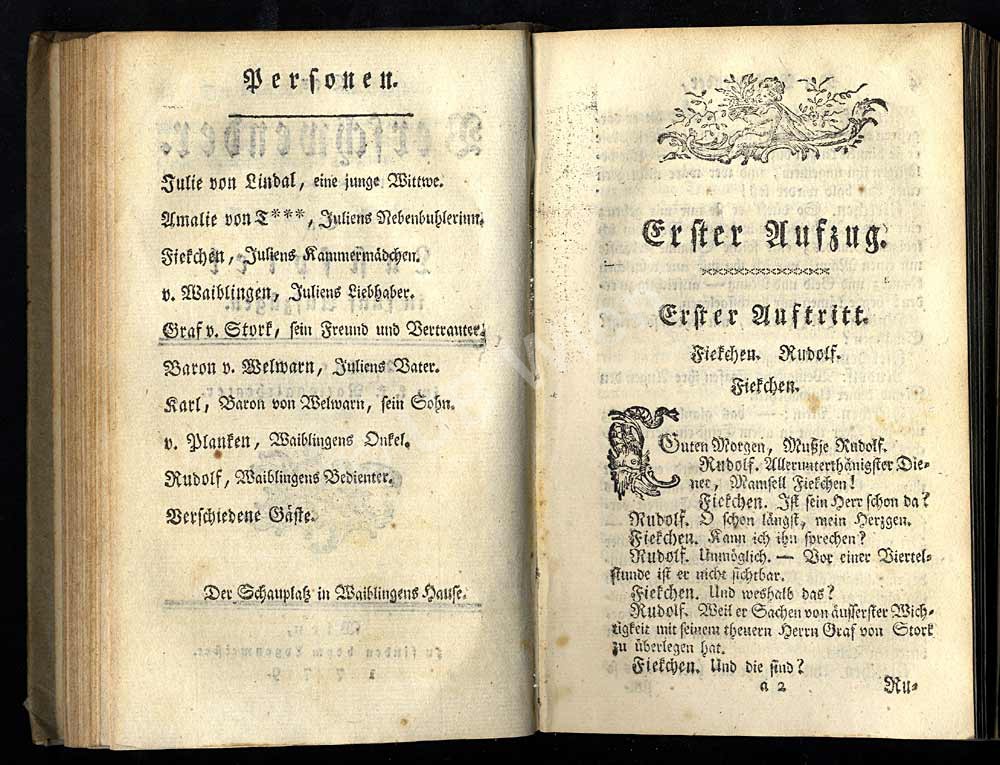 Personen.
Julie von Lindal, eine junge Wittwe.
Amalie von T***, Juliens Nebenbuhlerinn.
Fiekchen, Juliens Kammermädchen.
v. Waiblingen, Juliens Liebhaber.
Graf v. Stork, sein Freund und Vertrauter.
Baron v. Welwarn, Juliens Vater.
Karl, Baron von Welwarn, sein Sohn.
v. Planken, Waiblingens Onkel.
Rudolf, Waiblingens Bedienter.
Verschiedene Gäste.
Der Schauplatz in Waiblingens Hause.
Erster Aufzug.
Erster Auftritt.
Fiekchen. Rudolf.
Fiekchen.
Guten Morgen, Mußje Rudolf.
Rudolf. Allerunterthänigster Die-
ner, Mamsell Fiekchen!
Fiekchen. Ist sein Herr schon da?
Rudolf. O schon längst, mein Herzgen.
Fiekchen. Kann ich ihn sprechen?
Rudolf. Unmöglich. — Vor einer Viertel-
stunde ist er nicht sichtbar.
Fiekchen. Und weshalb das?
Rudolf. Weil er Sachen von äusserster Wich-
tigkeit mit seinem theuern Herrn Graf von Stork
zu überlegen hat.
Fiekchen. Und die sind?
a 2 Ru-